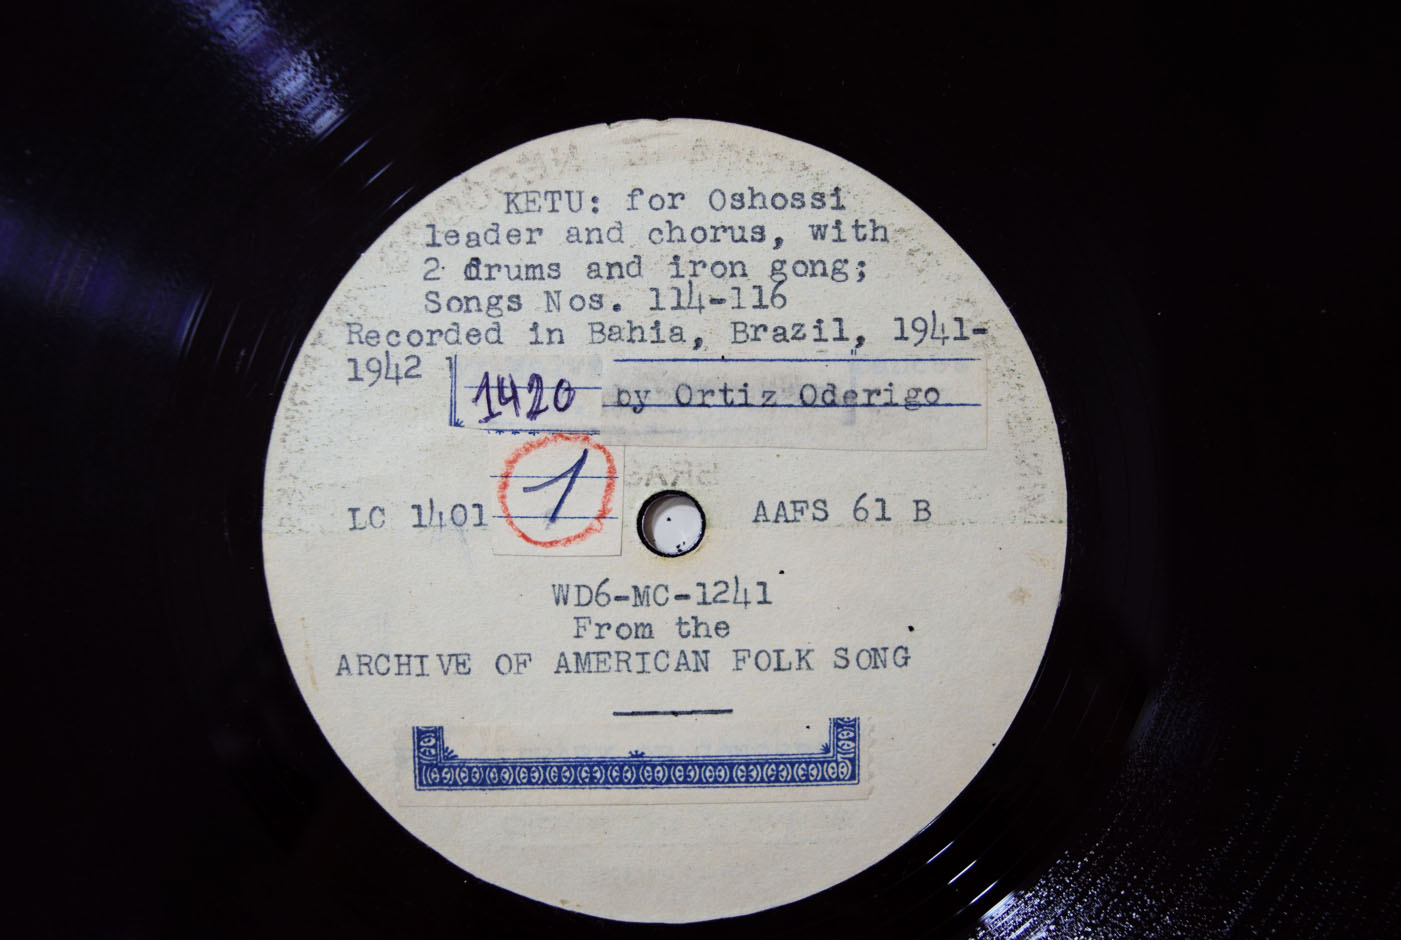 KETU: for Oshossi
leader and chorus, with
2 drums and iron gong;
Songs Nos. 114-116
Recorded in Bahia, Brazil, 1941-
1942
1420 by Ortiz Oderigo
1
LC 1401 AAFS 61 B
WD6-MC-1241
From the
ARCHIVE OF AMERICAN FOLK SONG